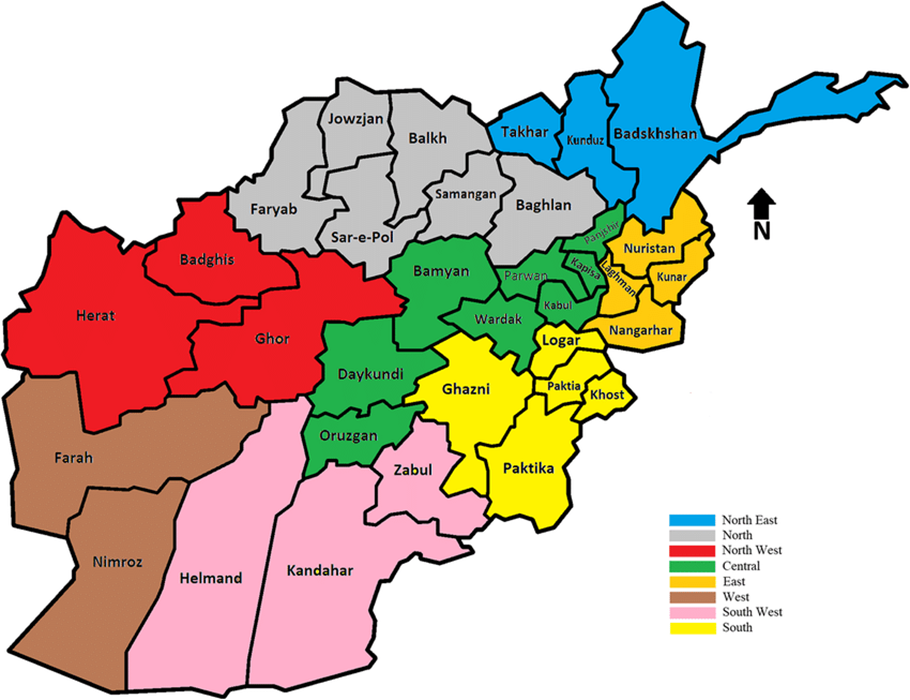 Jowzjan
Balkh
Takhar
Kunduz
Badskhshan
Faryab
Samangan
Baghlan
Sar-e-Pol
Panjshir
N
Badghis
Bamyan
Parwan
Kapisa
Laghman
Nuristan
Kunar
Herat
Ghor
Wardak
Kabul
Nangarhar
Logar
Daykundi
Ghazni
Paktia
Khost
Oruzgan
Farah
Zabul
Paktika
Nimroz
Helmand
Kandahar
North East
North
North West
Central
East
West
South West
South